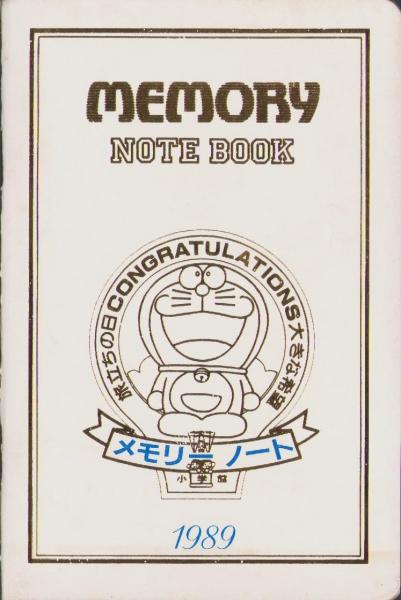 MEMORY
NOTE BOOK
旅立ちの日CONGRATULATIONS大きな希望
メモリー ノート
小学館
1989